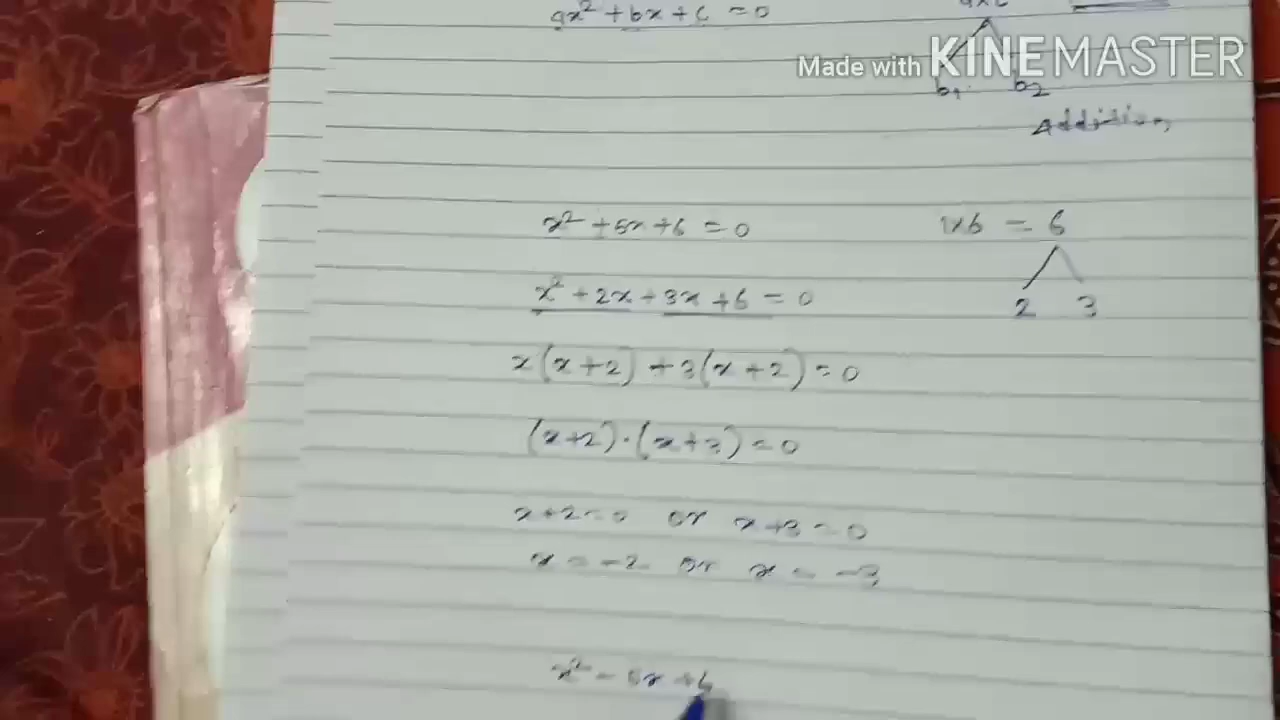 ax² + bx + c = 0
a×c
Made with KINEMASTER
b₁ b₂
Addition
x² + 5x + 6 = 0
1×6 = 6
x² + 2x + 3x + 6 = 0
2 3
x(x+2) +3(x+2) = 0
(x+2)·(x+3) = 0
x+2=0 or x+3=0
x = -2 or x = -3
x² - 5x + 6